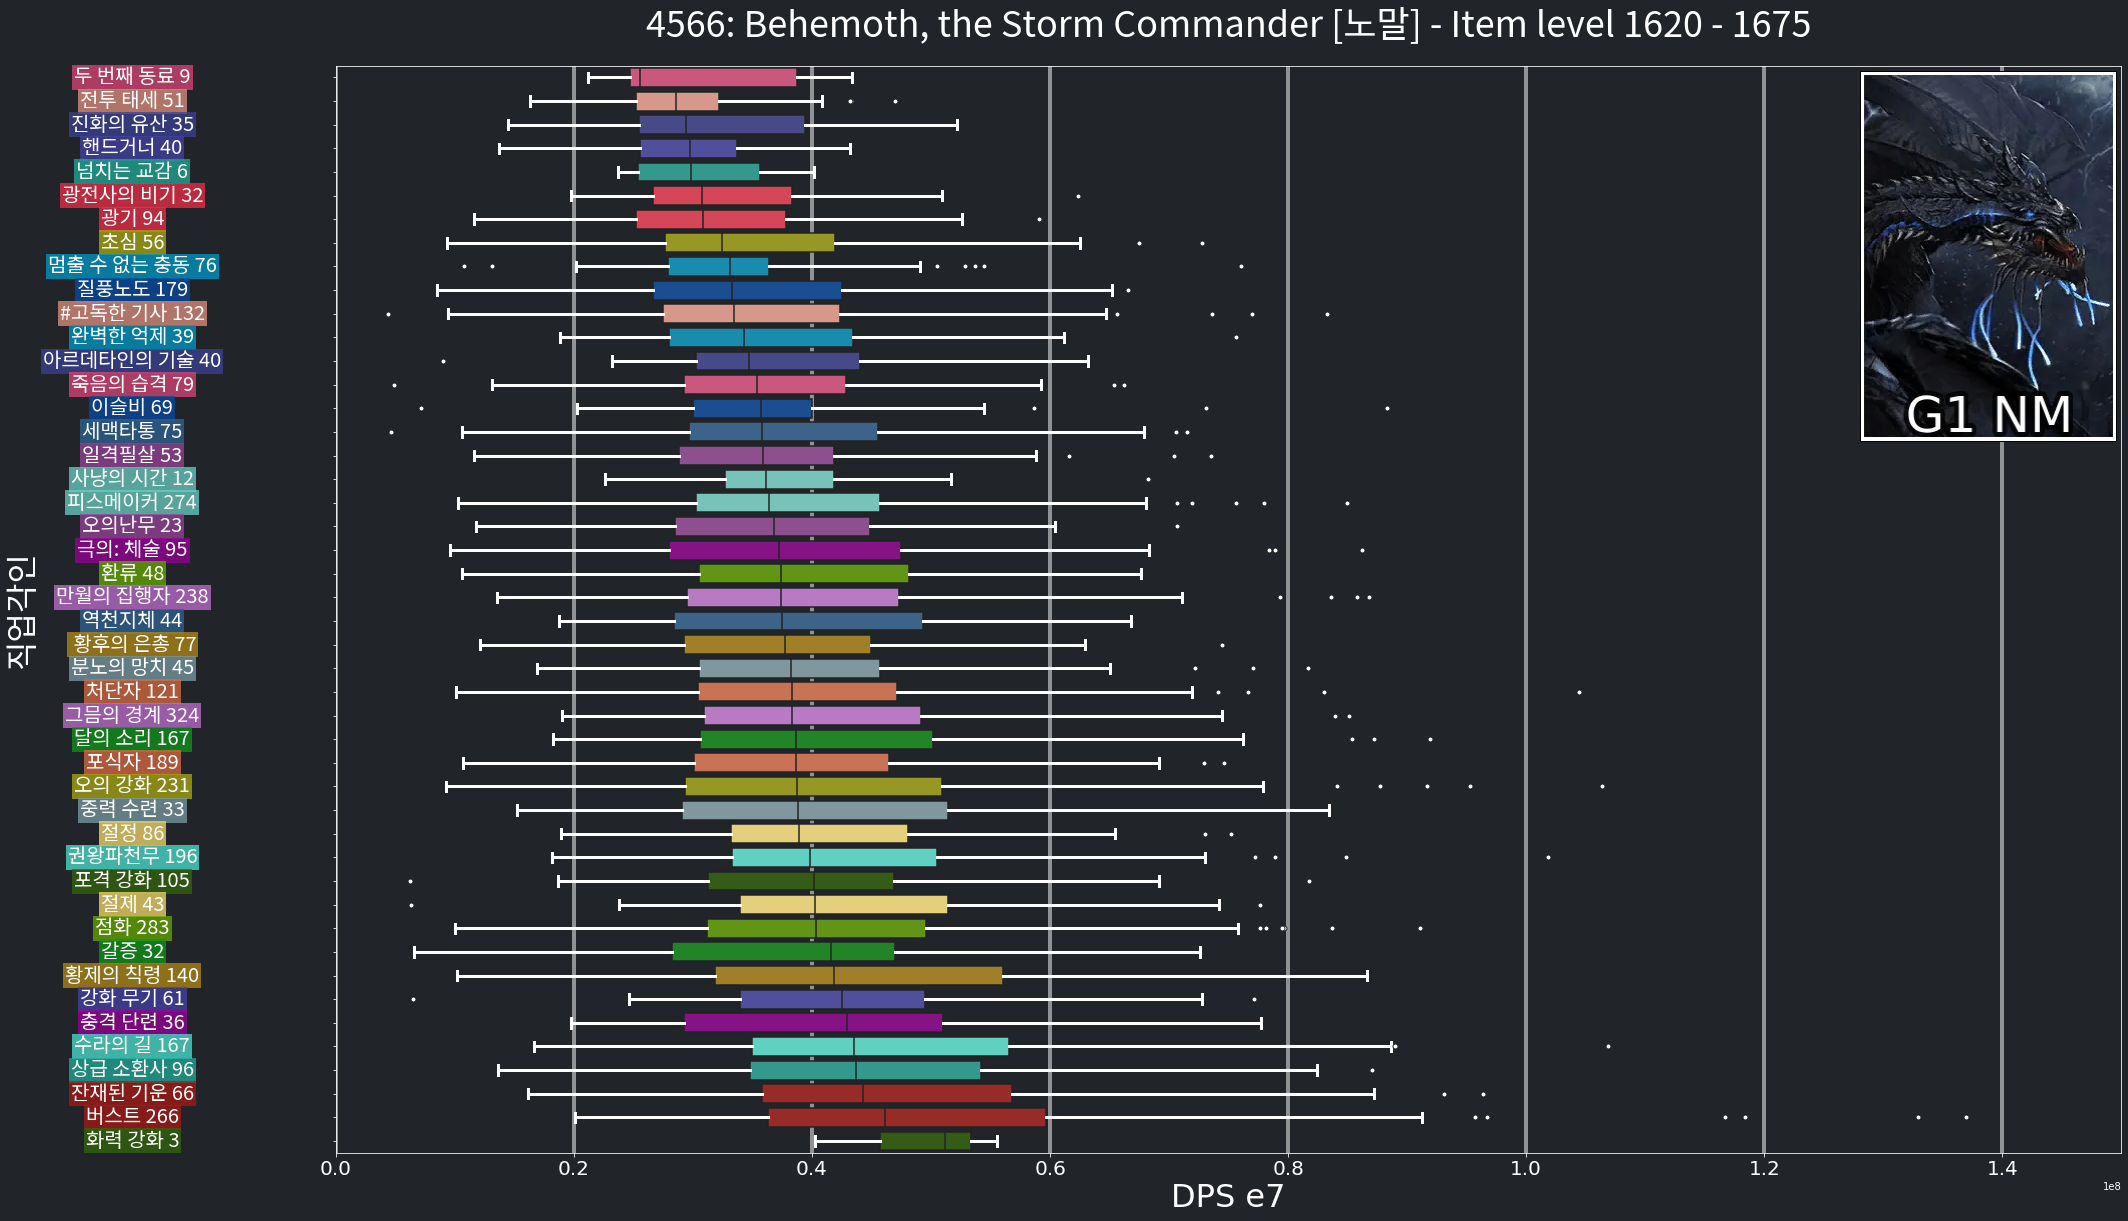 4566: Behemoth, the Storm Commander [노말] - Item level 1620 - 1675
두 번째 동료 9
전투 태세 51
진화의 유산 35
핸드거너 40
넘치는 교감 6
광전사의 비기 32
광기 94
초심 56
멈출 수 없는 충동 76
질풍노도 179
#고독한 기사 132
완벽한 억제 39
아르데타인의 기술 40
죽음의 습격 79
이슬비 69
세맥타통 75
일격필살 53
사냥의 시간 12
피스메이커 274
오의난무 23
극의: 체술 95
환류 48
만월의 집행자 238
역천지체 44
황후의 은총 77
분노의 망치 45
처단자 121
그믐의 경계 324
달의 소리 167
포식자 189
오의 강화 231
중력 수련 33
절정 86
권왕파천무 196
포격 강화 105
절제 43
점화 283
갈증 32
황제의 칙령 140
강화 무기 61
충격 단련 36
수라의 길 167
상급 소환사 96
잔재된 기운 66
버스트 266
화력 강화 3
직업각인
G1 NM
0.0 0.2 0.4 0.6 0.8 1.0 1.2 1.4
1e8
DPS e7